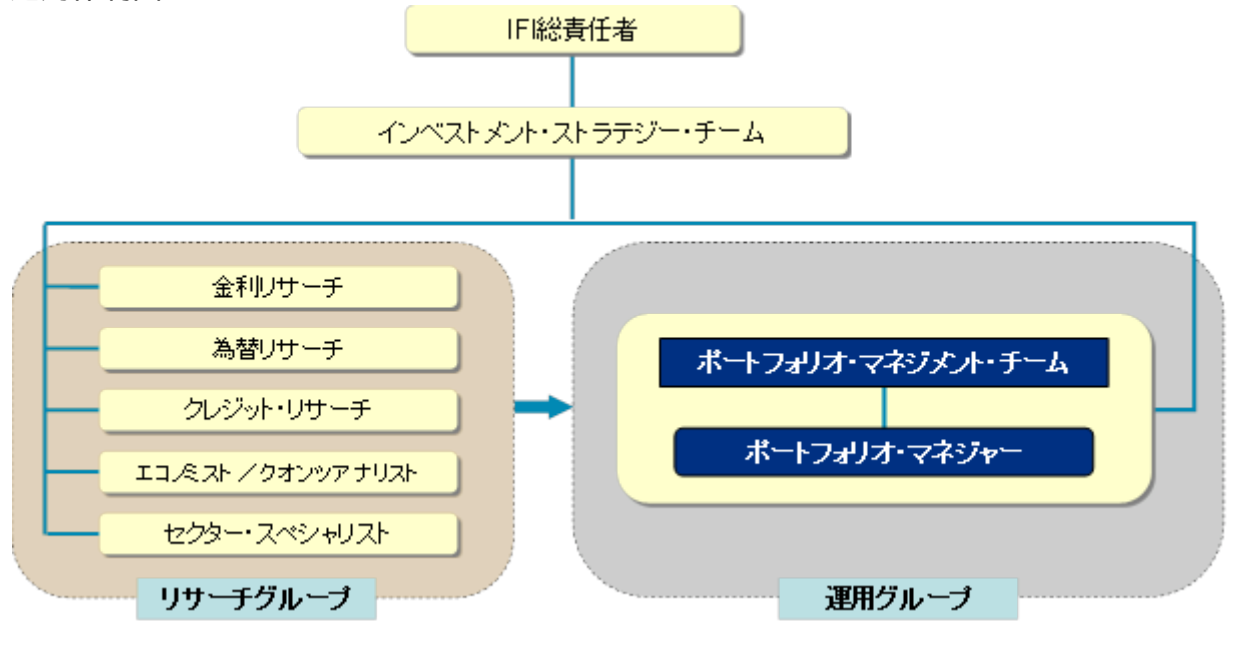 IFI総責任者
インベストメント・ストラテジー・チーム
金利リサーチ
為替リサーチ
クレジット・リサーチ
エコノミスト／クオンツアナリスト
セクター・スペシャリスト
リサーチグループ
ポートフォリオ・マネジメント・チーム
ポートフォリオ・マネジャー
運用グループ